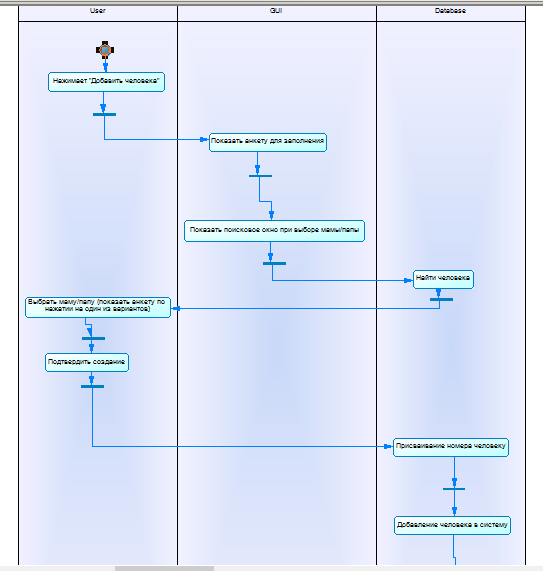 User
GUI
Database
Нажимает "Добавить человека"
Показать анкету для заполнения
Показать поисковое окно при выборе мамы/папы
Найти человека
Выбрать маму/папу (показать анкету по
нажатии на один из вариантов)
Подтвердить создание
Присваивание номера человеку
Добавление человека в систему